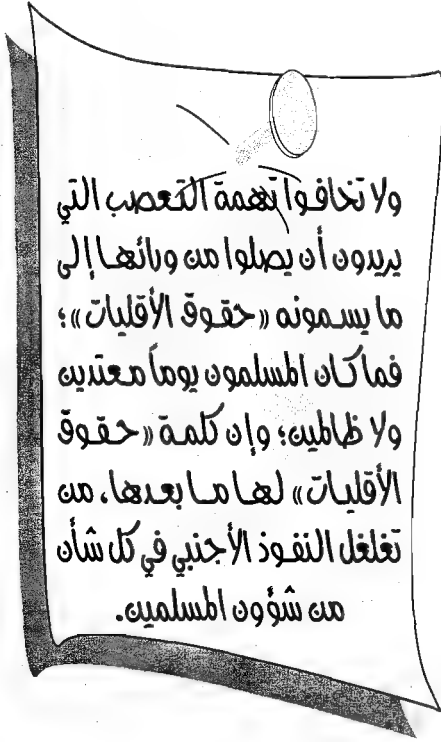 ولا تخافوا تهمة التعصب التي
يريدون أن يصلوا من ورائها إلى
ما يسمونه «حقوق الأقليات»؛
فما كان المسلمون يوماً معتدين
ولا ظالمين؛ وإن كلمة «حقوق
الأقليات» لها ما بعدها، من
تغلغل النفوذ الأجنبي في كل شأن
من شؤون المسلمين.